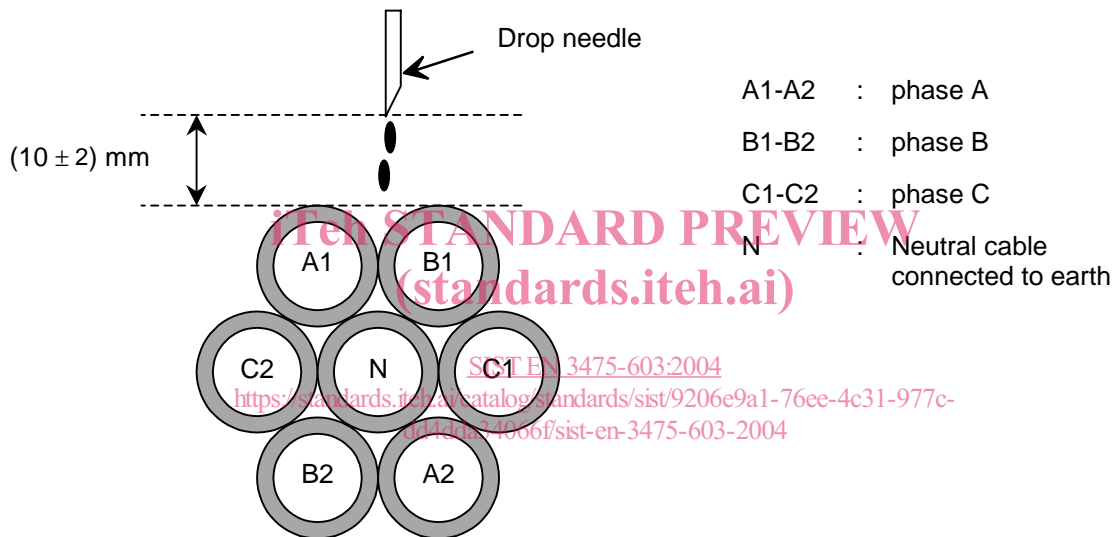 Drop needle
(10 ± 2) mm
A1-A2 : phase A
B1-B2 : phase B
C1-C2 : phase C
N : Neutral cable
connected to earth
iTeh STANDARD PREVIEW
(standards.iteh.ai)
A1 B1
C2 N C1
B2 A2
SIST EN 3475-603:2004
https://standards.iteh.ai/catalog/standards/sist/9206e9a1-76ee-4c31-977c-
dd4dda34066f/sist-en-3475-603-2004